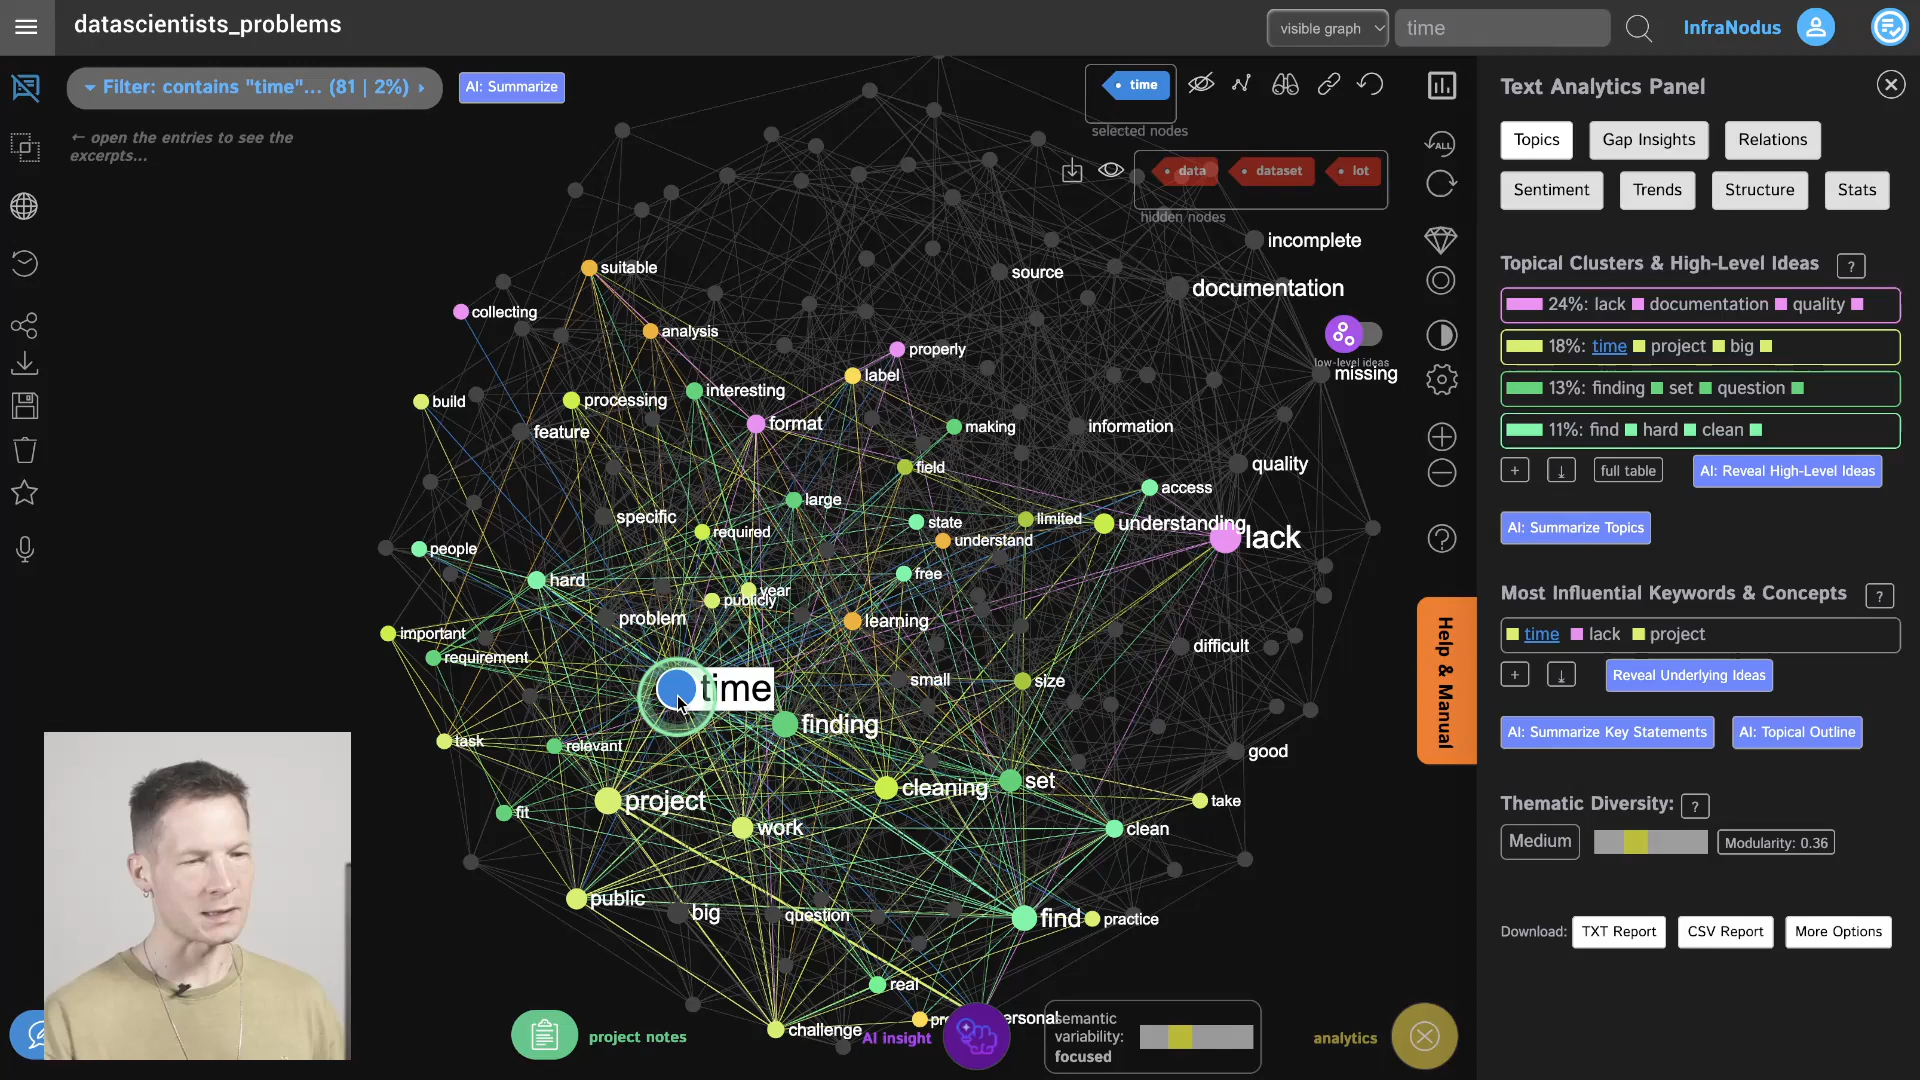 datascientists_problems
visible graph
time
InfraNodus
Filter: contains "time"... (81 | 2%)
AI: Summarize
← open the entries to see the
excerpts...
time
selected nodes
data
dataset
lot
hidden nodes
incomplete
source
documentation
suitable
collecting
analysis
properly
low-level ideas
missing
label
interesting
build
processing
format
feature
making
information
field
quality
access
large
specific
state
limited
understanding
required
understand
lack
people
hard
free
year
publicly
problem
learning
important
requirement
difficult
small
size
time
finding
task
relevant
good
set
cleaning
project
take
fit
work
clean
public
big
question
find
practice
real
challenge
ersonal
project notes
AI insight
semantic
variability:
focused
analytics
Help & Manual
Text Analytics Panel
Topics
Gap Insights
Relations
Sentiment
Trends
Structure
Stats
Topical Clusters & High-Level Ideas ?
24%: lack documentation quality
18%: time project big
13%: finding set question
11%: find hard clean
+
↓
full table
AI: Reveal High-Level Ideas
AI: Summarize Topics
Most Influential Keywords & Concepts ?
time lack project
+
↓
Reveal Underlying Ideas
AI: Summarize Key Statements
AI: Topical Outline
Thematic Diversity: ?
Medium
Modularity: 0.36
Download:
TXT Report
CSV Report
More Options